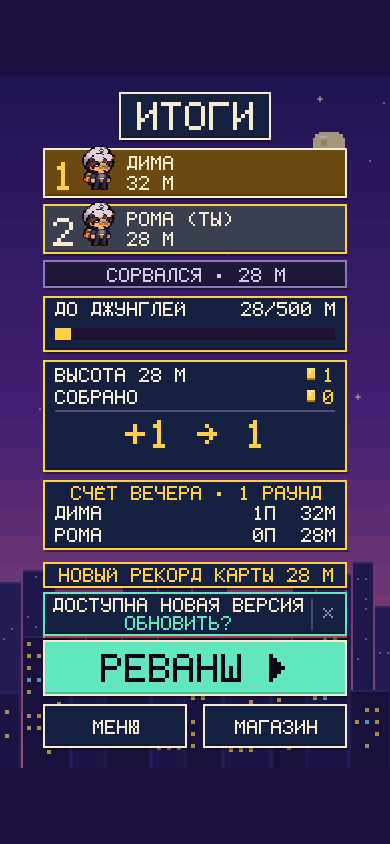 ИТОГИ
1 ДИМА
32 М
2 РОМА (ТЫ)
28 М
СОРВАЛСЯ · 28 М
ДО ДЖУНГЛЕЙ 28/500 М
ВЫСОТА 28 М 1
СОБРАНО 0
+1 → 1
СЧЁТ ВЕЧЕРА · 1 РАУНД
ДИМА 1П 32М
РОМА 0П 28М
НОВЫЙ РЕКОРД КАРТЫ 28 М
ДОСТУПНА НОВАЯ ВЕРСИЯ ×
ОБНОВИТЬ?
РЕВАНШ
МЕНЮ МАГАЗИН